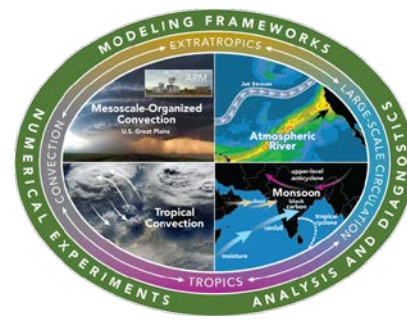 MODELING FRAMEWORKS
EXTRATROPICS
ARM
Mesoscale-Organized
Convection
U.S. Great Plains
Jet Stream
Atmospheric
River
CONVECTION
LARGE-SCALE CIRCULATION
Tropical
Convection
upper-level
anticyclone
Monsoon
dust
black
carbon
rainfall
tropical
cyclone
moisture
TROPICS
NUMERICAL EXPERIMENTS
ANALYSIS AND DIAGNOSTICS